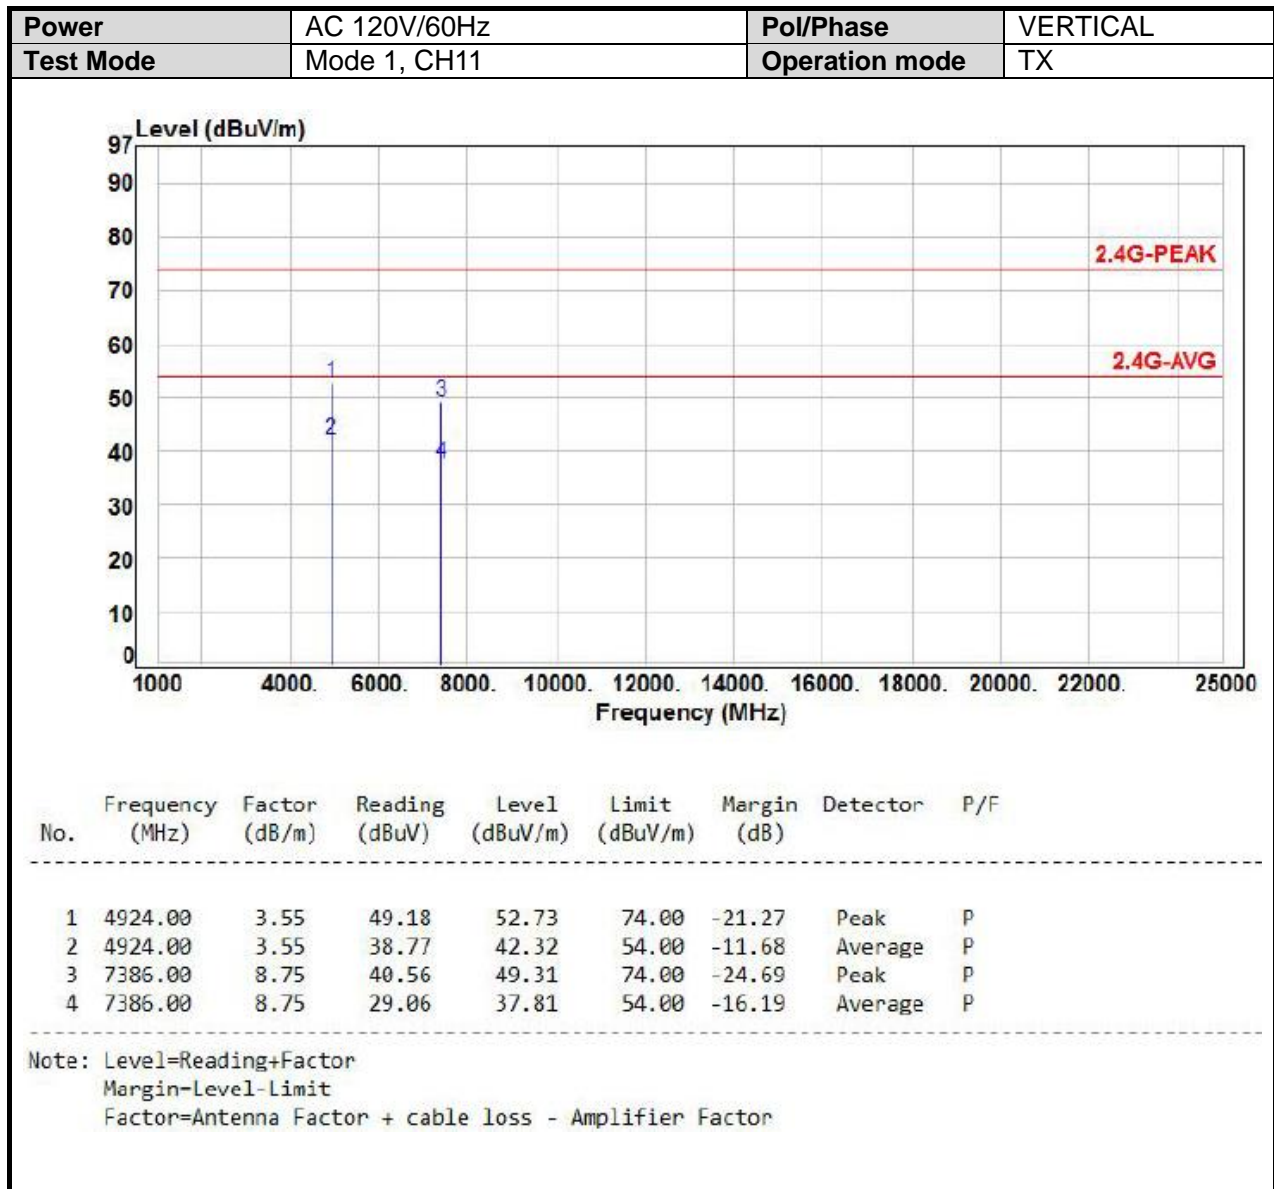 Power AC 120V/60Hz Pol/Phase VERTICAL
Test Mode Mode 1, CH11 Operation mode TX
Level (dBuV/m)
97
90
80
2.4G-PEAK
70
60
2.4G-AVG
1
3
50
2
4
40
30
20
10
0
1000 4000. 6000. 8000. 10000. 12000. 14000. 16000. 18000. 20000. 22000. 25000
Frequency (MHz)
Frequency Factor Reading Level Limit Margin Detector P/F
No. (MHz) (dB/m) (dBuV) (dBuV/m) (dBuV/m) (dB)
1 4924.00 3.55 49.18 52.73 74.00 -21.27 Peak P
2 4924.00 3.55 38.77 42.32 54.00 -11.68 Average P
3 7386.00 8.75 40.56 49.31 74.00 -24.69 Peak P
4 7386.00 8.75 29.06 37.81 54.00 -16.19 Average P
Note: Level=Reading+Factor
Margin=Level-Limit
Factor=Antenna Factor + cable loss - Amplifier Factor